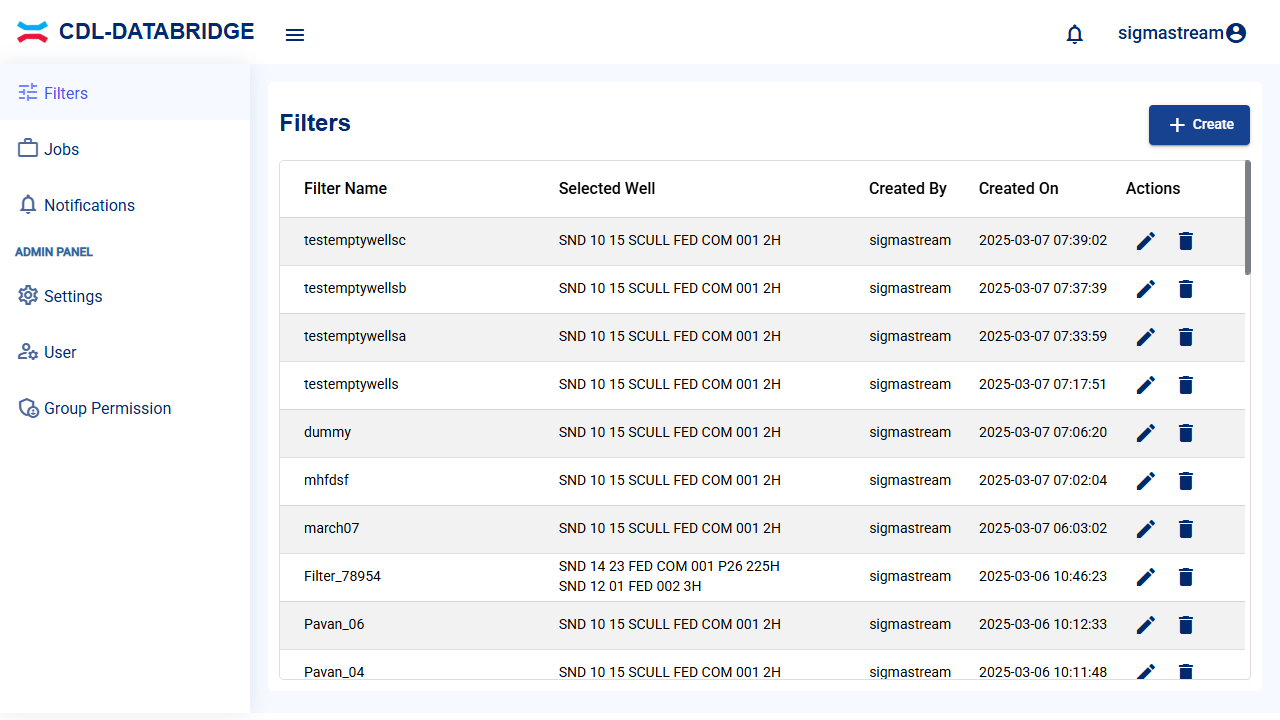 CDL-DATABRIDGE
sigmastream
Filters
Jobs
Notifications
ADMIN PANEL
Settings
User
Group Permission
Filters
Create
Filter Name Selected Well Created By Created On Actions
testemptywellsc SND 10 15 SCULL FED COM 001 2H sigmastream 2025-03-07 07:39:02
testemptywellsb SND 10 15 SCULL FED COM 001 2H sigmastream 2025-03-07 07:37:39
testemptywellsa SND 10 15 SCULL FED COM 001 2H sigmastream 2025-03-07 07:33:59
testemptywells SND 10 15 SCULL FED COM 001 2H sigmastream 2025-03-07 07:17:51
dummy SND 10 15 SCULL FED COM 001 2H sigmastream 2025-03-07 07:06:20
mhfdsf SND 10 15 SCULL FED COM 001 2H sigmastream 2025-03-07 07:02:04
march07 SND 10 15 SCULL FED COM 001 2H sigmastream 2025-03-07 06:03:02
Filter_78954 SND 14 23 FED COM 001 P26 225H sigmastream 2025-03-06 10:46:23
SND 12 01 FED 002 3H
Pavan_06 SND 10 15 SCULL FED COM 001 2H sigmastream 2025-03-06 10:12:33
Pavan_04 SND 10 15 SCULL FED COM 001 2H sigmastream 2025-03-06 10:11:48